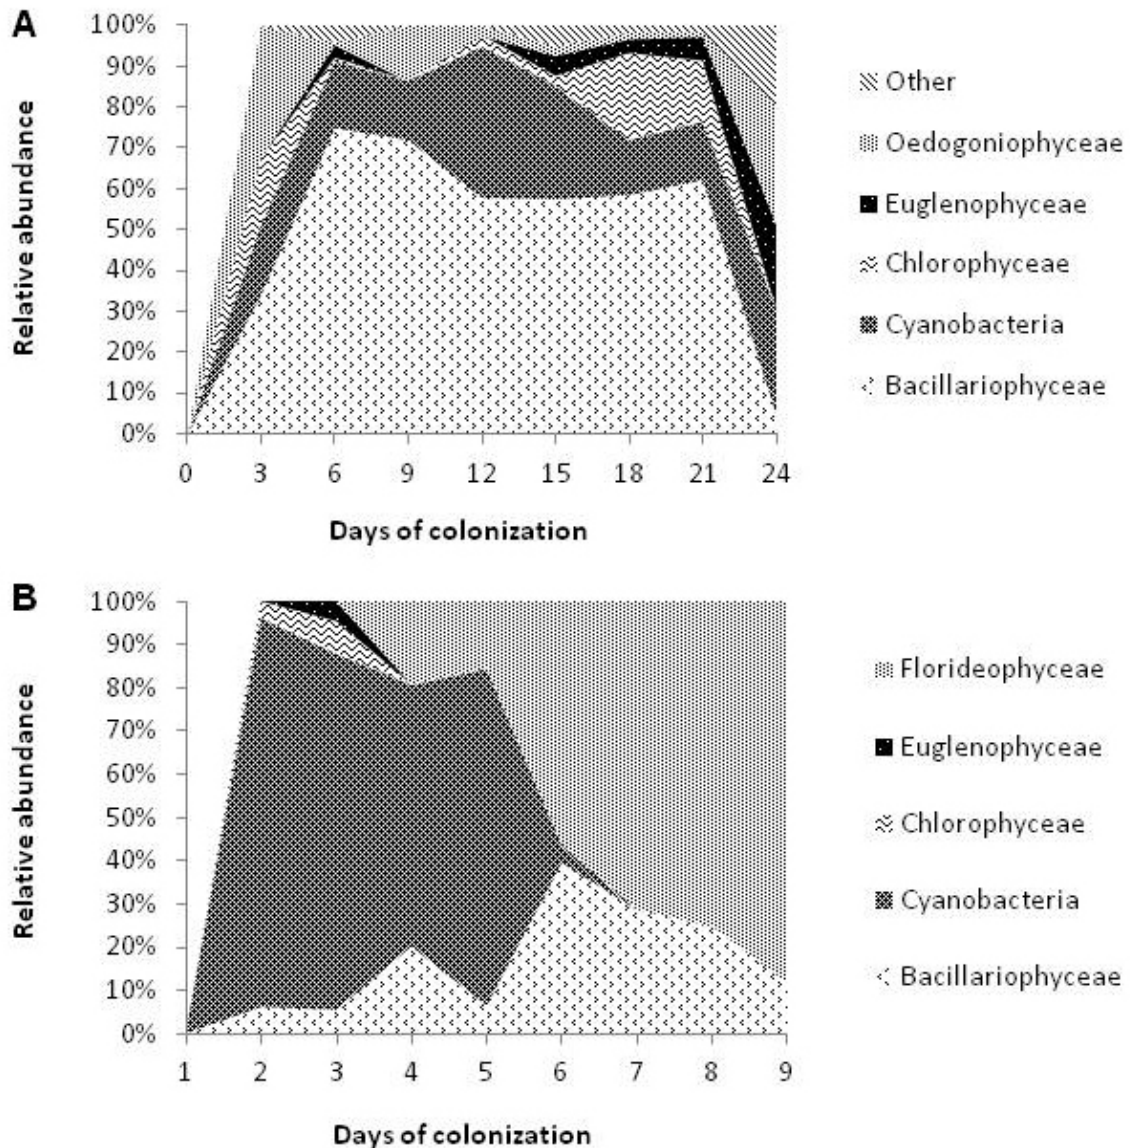 A
Relative abundance
100%
90%
80%
70%
60%
50%
40%
30%
20%
10%
0%
0 3 6 9 12 15 18 21 24
Days of colonization
Other
Oedogoniophyceae
Euglenophyceae
Chlorophyceae
Cyanobacteria
Bacillariophyceae
B
Relative abundance
100%
90%
80%
70%
60%
50%
40%
30%
20%
10%
0%
1 2 3 4 5 6 7 8 9
Days of colonization
Florideophyceae
Euglenophyceae
Chlorophyceae
Cyanobacteria
Bacillariophyceae